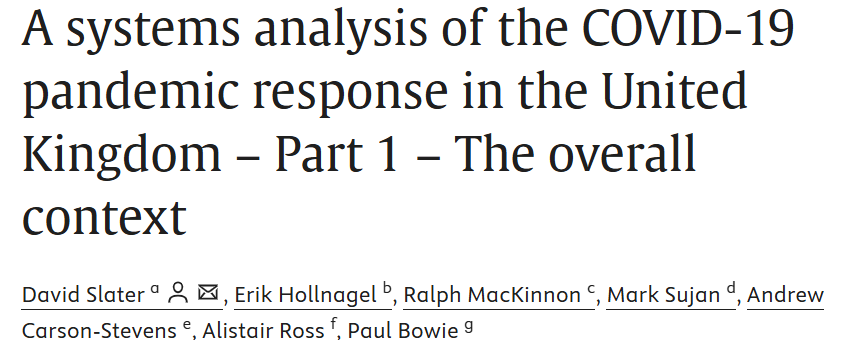 A systems analysis of the COVID-19
pandemic response in the United
Kingdom – Part 1 – The overall
context
David Slater a, Erik Hollnagel b, Ralph MacKinnon c, Mark Sujan d, Andrew
Carson-Stevens e, Alistair Ross f, Paul Bowie g